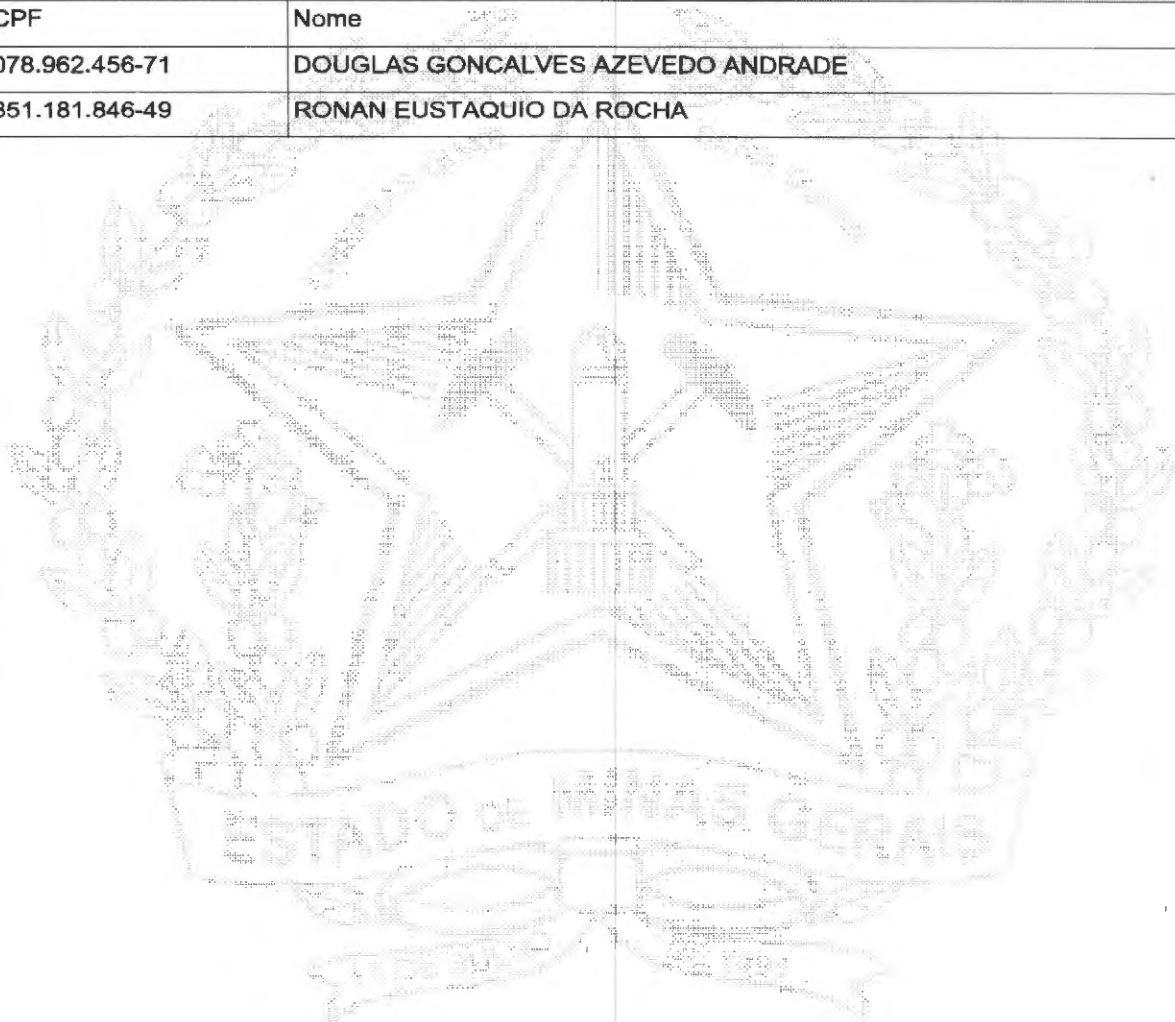 CPF Nome
078.962.456-71 DOUGLAS GONCALVES AZEVEDO ANDRADE
851.181.846-49 RONAN EUSTAQUIO DA ROCHA
ESTADO DE MINAS GERAIS